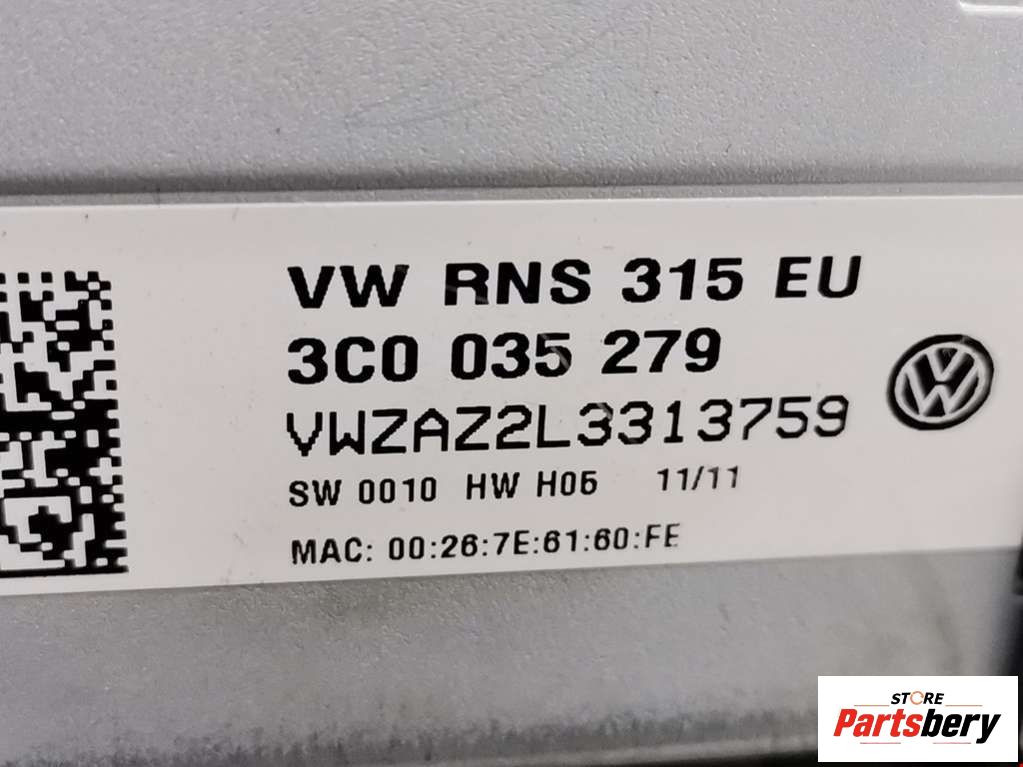 VW RNS 315 EU
3C0 035 279
VWZAZ2L3313759
SW 0010 HW H06 11/11
MAC: 00:26:7E:61:60:FE
STORE
Partsbery